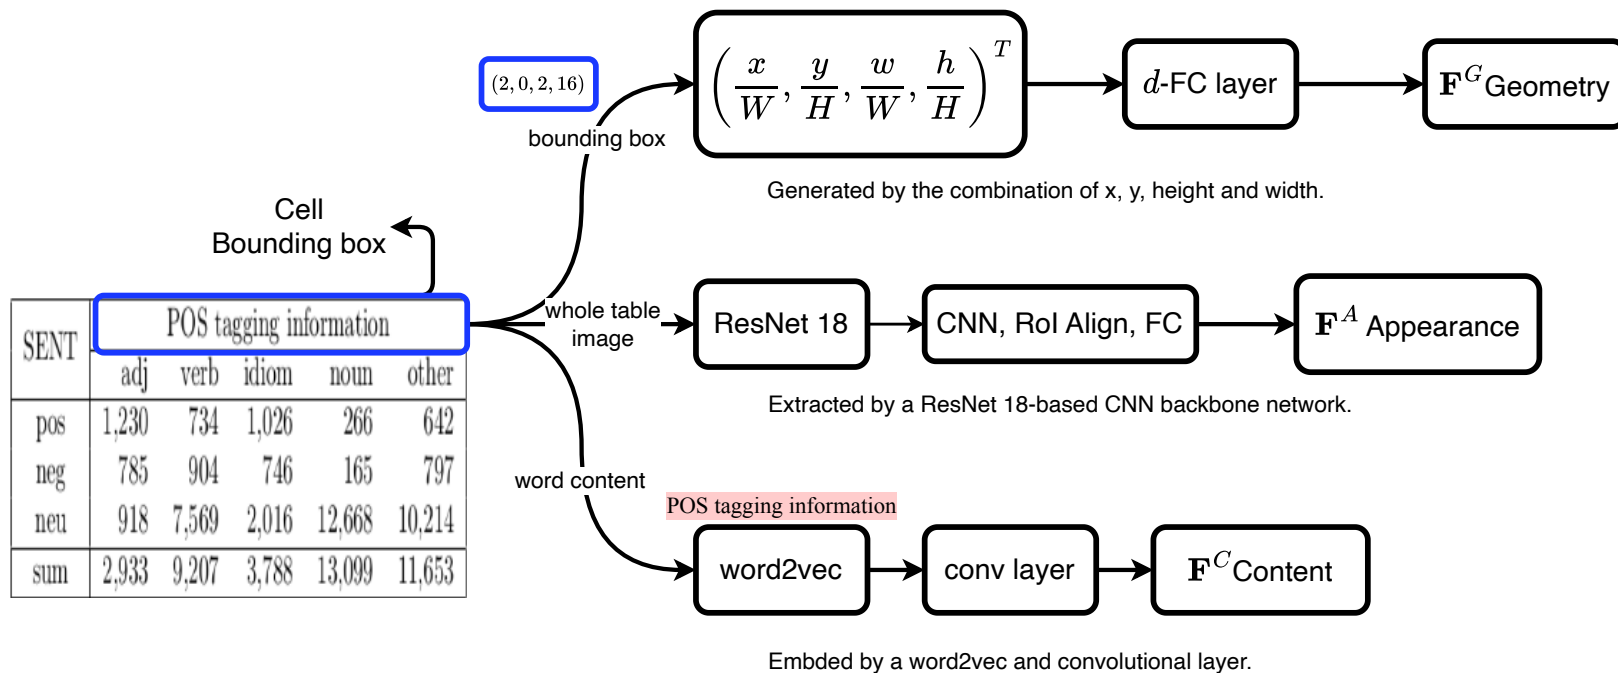 (2, 0, 2, 16)
bounding box
(x/W, y/H, w/W, h/H)^T
d-FC layer
F^G Geometry
Generated by the combination of x, y, height and width.
Cell
Bounding box
whole table
image
ResNet 18
CNN, RoI Align, FC
F^A Appearance
Extracted by a ResNet 18-based CNN backbone network.
SENT
POS tagging information
adj verb idiom noun other
pos 1,230 734 1,026 266 642
neg 785 904 746 165 797
neu 918 7,569 2,016 12,668 10,214
sum 2,933 9,207 3,788 13,099 11,653
word content
POS tagging information
word2vec
conv layer
F^C Content
Embded by a word2vec and convolutional layer.